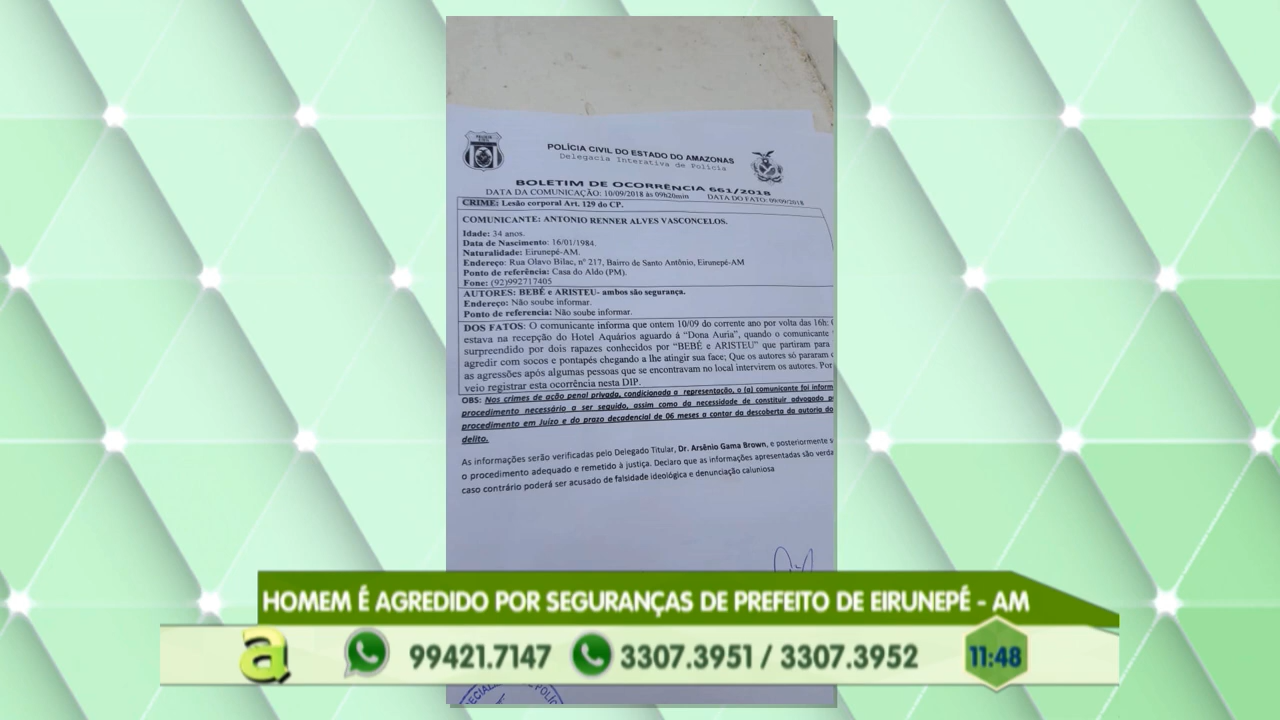 POLÍCIA CIVIL DO ESTADO DO AMAZONAS
Delegacia Interativa de Polícia
BOLETIM DE OCORRÊNCIA 661/2018
DATA DA COMUNICAÇÃO: 10/09/2018 às 09h20min DATA DO FATO: 09/09/2018
CRIME: Lesão corporal Art. 129 do CP.
COMUNICANTE: ANTONIO RENNER ALVES VASCONCELOS.
Idade: 34 anos.
Data de Nascimento: 16/01/1984.
Naturalidade: Eirunepé-AM.
Endereço: Rua Olavo Bilac, nº 217, Bairro de Santo Antônio, Eirunepé-AM
Ponto de referência: Casa do Aldo (PM).
Fone: (92)992717405
AUTORES: BEBÊ e ARISTEU- ambos são segurança.
Endereço: Não soube informar.
Ponto de referencia: Não soube informar.
DOS FATOS: O comunicante informa que ontem 10/09 do corrente ano por volta das 16h:
estava na recepção do Hotel Aquários aguardo á “Dona Auria”, quando o comunicante
surpreendido por dois rapazes conhecidos por “BEBÊ e ARISTEU” que partiram para
agredir com socos e pontapés chegando a lhe atingir sua face; Que os autores só pararam
as agressões após algumas pessoas que se encontravam no local intervirem os autores. Por
veio registrar esta ocorrência nesta DIP.
OBS: Nos crimes de ação penal privada, condicionada a representação, o (a) comunicante foi inform
procedimento necessário a ser seguido, assim como da necessidade de constituir advogado p
procedimento em Juízo e do prazo decadencial de 06 meses a contar da descoberta da autoria do
delito.
As informações serão verificadas pelo Delegado Titular, Dr. Arsênio Gama Brown, e posteriormente s
o procedimento adequado e remetido à justiça. Declaro que as informações apresentadas são verda
caso contrário poderá ser acusado de falsidade ideológica e denunciação caluniosa
HOMEM É AGREDIDO POR SEGURANÇAS DE PREFEITO DE EIRUNEPÉ - AM
a 99421.7147 3307.3951 / 3307.3952 11:48